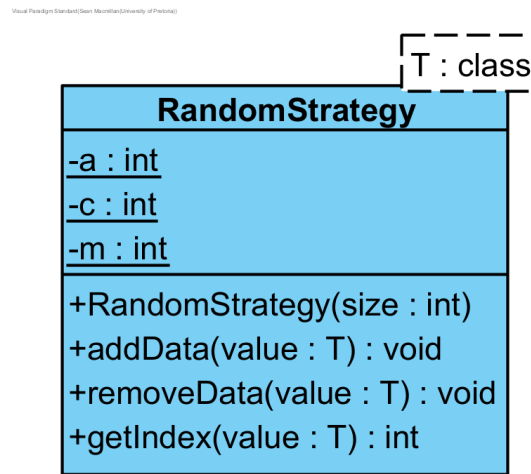 Visual Paradigm Standard(Sean Macmillan(University of Pretoria))
T : class
RandomStrategy
-a : int
-c : int
-m : int
+RandomStrategy(size : int)
+addData(value : T) : void
+removeData(value : T) : void
+getIndex(value : T) : int